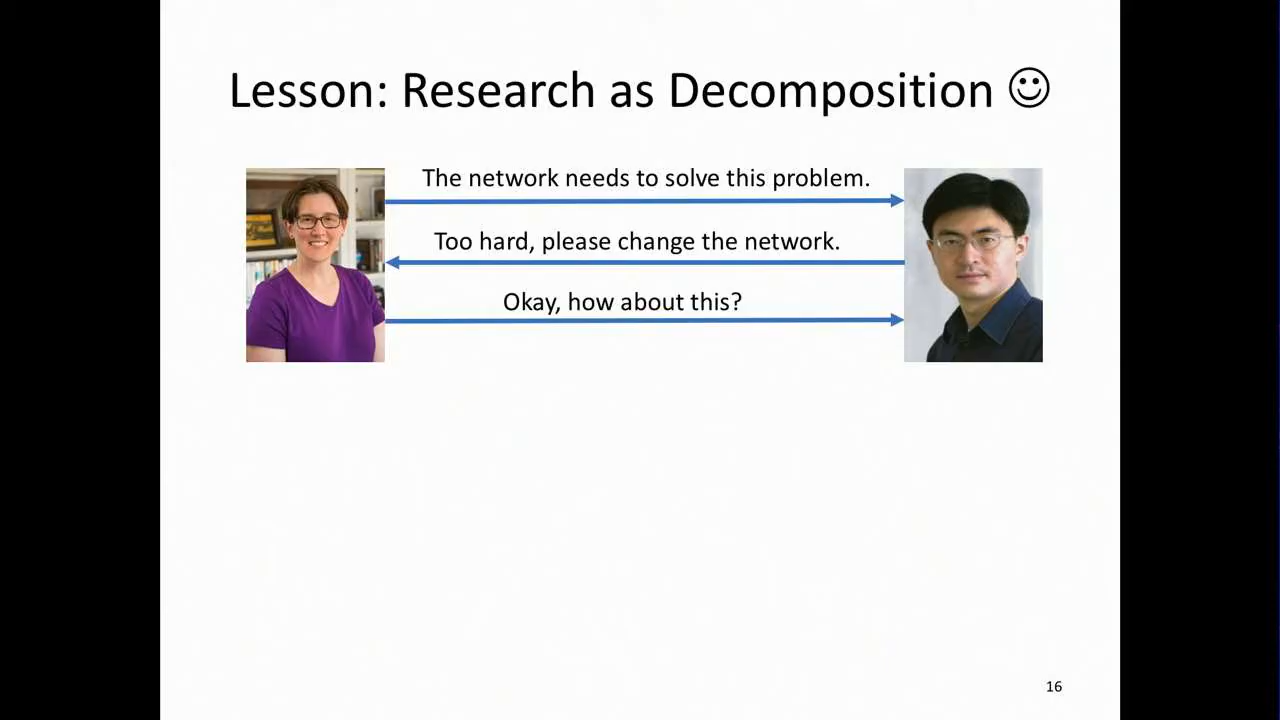 Lesson: Research as Decomposition ☺
The network needs to solve this problem.
Too hard, please change the network.
Okay, how about this?
16